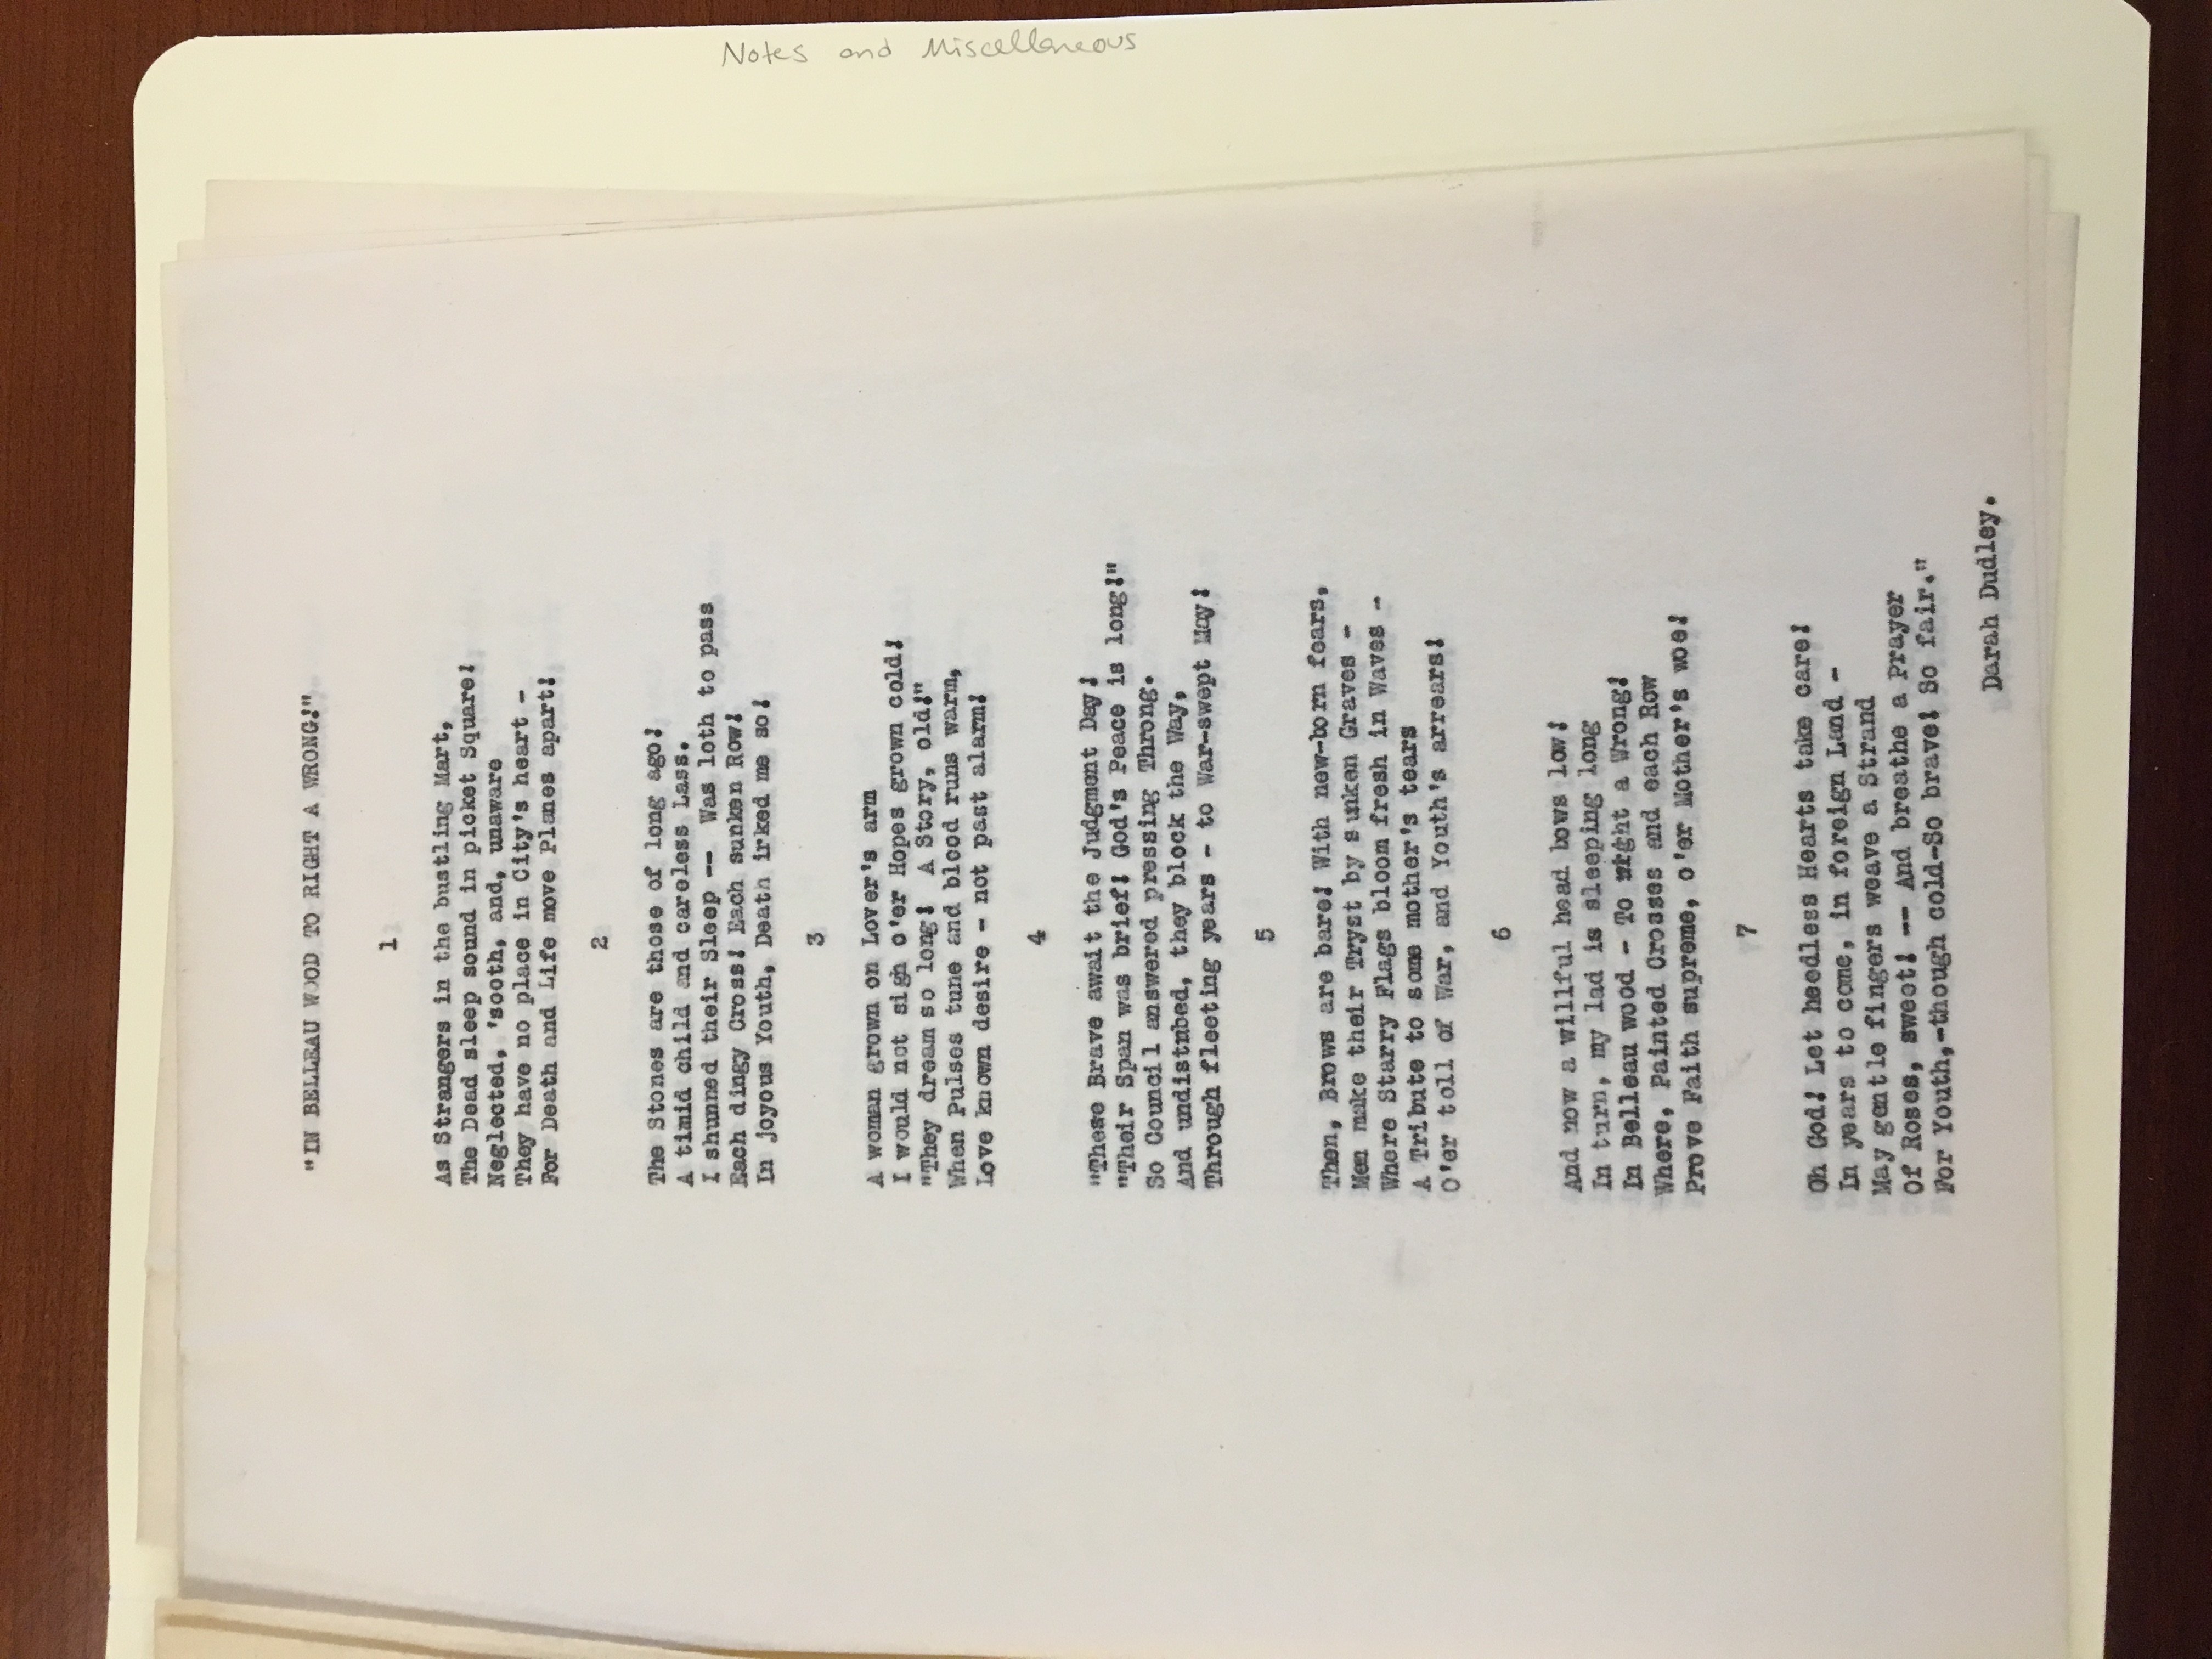 "IN BELLEAU WOOD TO RIGHT A WRONG!"
1
As Strangers in the bustling Mart,
The Dead sleep sound in picket Square!
Neglected, 'sooth, and, unaware
They have no place in City's heart -
For Death and Life move Planes apart!
2
The Stones are those of long ago!
A timid child and careless Lass.
I shunned their Sleep -- Was loth to pass
Each dingy Cross! Each sunken Row!
In joyous Youth, Death irked me so!
3
A woman grown on Lover's arm
I would not sigh o'er Hopes grown cold!
"They dream so long! A Story, old!"
When Pulses tune and blood runs warm,
Love known desire - not past alarm!
4
"These Brave await the Judgment Day!
"Their Span was brief! God's Peace is long!"
So Council answered pressing Throng.
And undistubed, they block the Way,
Through fleeting years - to War-swept May!
5
Then, Brows are bare! With new-born fears,
Men make their Tryst by sunken Graves -
Where Starry Flags bloom fresh in Waves -
A Tribute to some mother's tears
O'er toll of War, and Youth's arrears!
6
And now a willful head bows low!
In turn, my lad is sleeping long
In Belleau wood - To right a Wrong!
Where, Painted Crosses and each Row
Prove Faith supreme, o'er Mother's woe!
7
Oh God! Let heedless Hearts take care!
In years to come, in foreign Land -
May gentle fingers weave a Strand
Of Roses, sweet! -- And breathe a Prayer
For Youth,-though cold-So brave! So fair."
Darah Dudley.
Notes and Miscellaneous